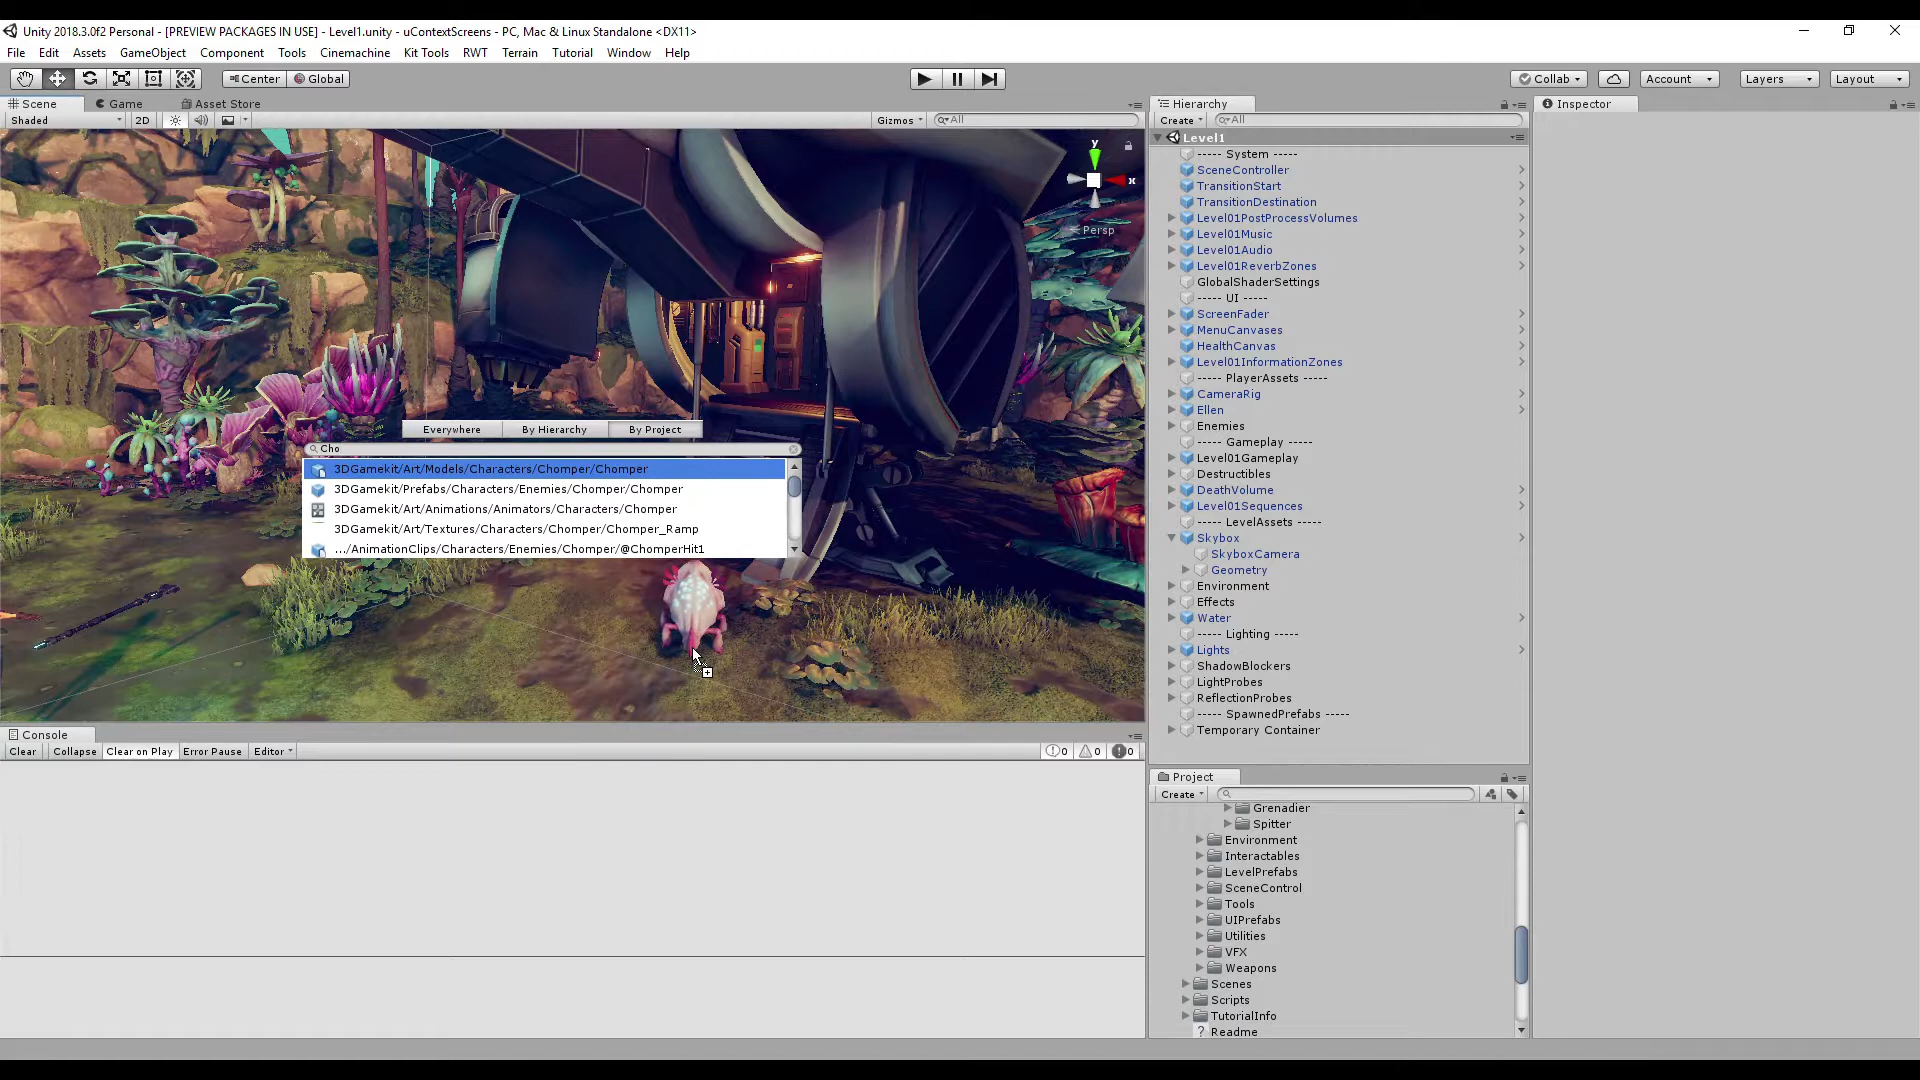 Unity 2018.3.0f2 Personal - [PREVIEW PACKAGES IN USE] - Level1.unity - uContextScreens - PC, Mac & Linux Standalone <DX11>
File Edit Assets GameObject Component Tools Cinemachine Kit Tools RWT Terrain Tutorial Window Help
Center Global Collab Account Layers Layout
Scene Game Asset Store
Shaded 2D Gizmos All
y
x
Persp
Everywhere By Hierarchy By Project
Cho
3DGamekit/Art/Models/Characters/Chomper/Chomper
3DGamekit/Prefabs/Characters/Enemies/Chomper/Chomper
3DGamekit/Art/Animations/Animators/Characters/Chomper
3DGamekit/Art/Textures/Characters/Chomper/Chomper_Ramp
.../AnimationClips/Characters/Enemies/Chomper/@ChomperHit1
Console
Clear Collapse Clear on Play Error Pause Editor 0 0 0
Hierarchy
Create All
Level1
----- System -----
SceneController
TransitionStart
TransitionDestination
Level01PostProcessVolumes
Level01Music
Level01Audio
Level01ReverbZones
GlobalShaderSettings
----- UI -----
ScreenFader
MenuCanvases
HealthCanvas
Level01InformationZones
----- PlayerAssets -----
CameraRig
Ellen
Enemies
----- Gameplay -----
Level01Gameplay
Destructibles
DeathVolume
Level01Sequences
----- LevelAssets -----
Skybox
SkyboxCamera
Geometry
Environment
Effects
Water
----- Lighting -----
Lights
ShadowBlockers
LightProbes
ReflectionProbes
----- SpawnedPrefabs -----
Temporary Container
Project
Create
Grenadier
Spitter
Environment
Interactables
LevelPrefabs
SceneControl
Tools
UIPrefabs
Utilities
VFX
Weapons
Scenes
Scripts
TutorialInfo
Readme
Inspector